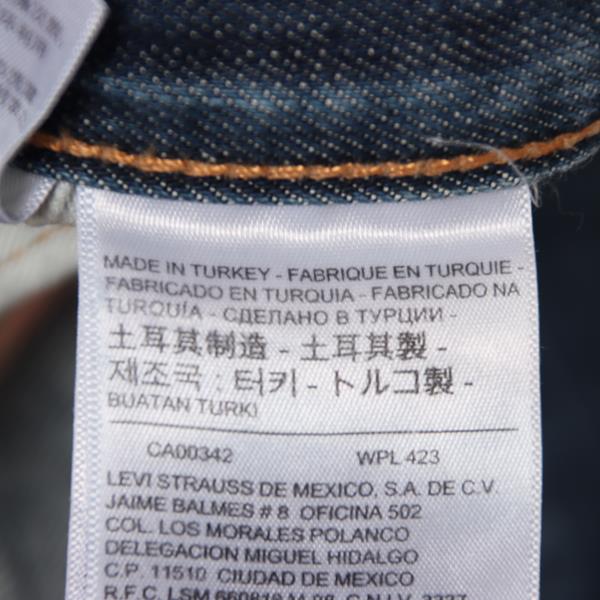 MADE IN TURKEY - FABRIQUE EN TURQUIE -
FABRICADO EN TURQUIA - FABRICADO NA
TURQUÍA - СДЕЛАНО В ТУРЦИИ -
土耳其制造 - 土耳其製 -
제조국 : 터키 - トルコ製 -
BUATAN TURKI
CA00342 WPL 423
LEVI STRAUSS DE MEXICO, S.A. DE C.V.
JAIME BALMES # 8 OFICINA 502
COL. LOS MORALES POLANCO
DELEGACION MIGUEL HIDALGO
C.P. 11510 CIUDAD DE MEXICO
R.F.C. LSM